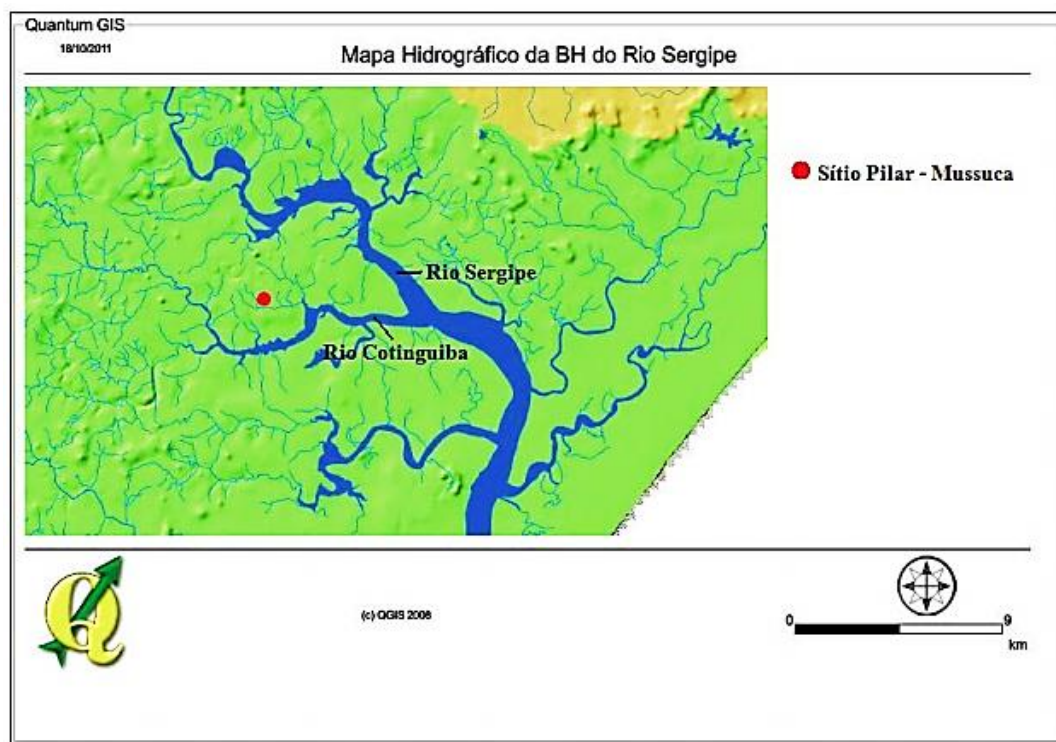 Quantum GIS
18/10/2011
Mapa Hidrográfico da BH do Rio Sergipe
Sítio Pilar - Mussuca
Rio Sergipe
Rio Cotinguiba
(c) QGIS 2008
0 9
km